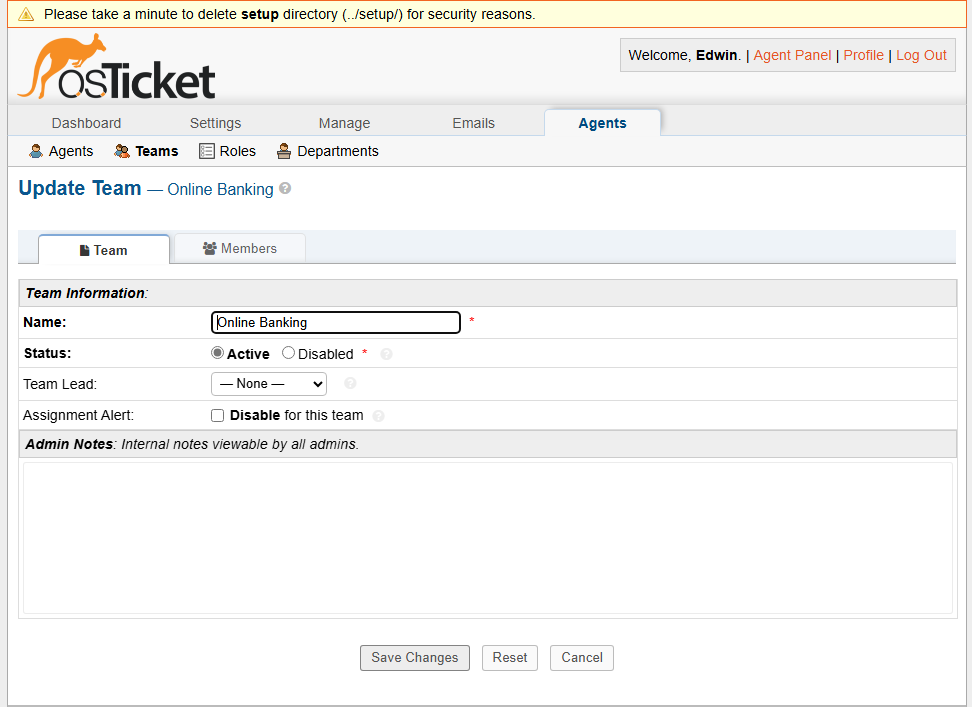 Please take a minute to delete setup directory (../setup/) for security reasons.
osTicket
Welcome, Edwin. | Agent Panel | Profile | Log Out
Dashboard Settings Manage Emails Agents
Agents Teams Roles Departments
Update Team — Online Banking ?
Team Members
Team Information:
Name: Online Banking *
Status: Active Disabled * ?
Team Lead: — None — ?
Assignment Alert: Disable for this team ?
Admin Notes: Internal notes viewable by all admins.
Save Changes Reset Cancel